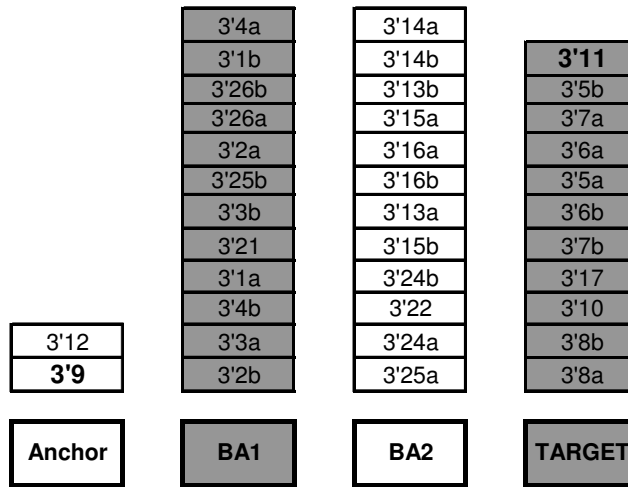 3'4a 3'14a
3'1b 3'14b 3'11
3'26b 3'13b 3'5b
3'26a 3'15a 3'7a
3'2a 3'16a 3'6a
3'25b 3'16b 3'5a
3'3b 3'13a 3'6b
3'21 3'15b 3'7b
3'1a 3'24b 3'17
3'4b 3'22 3'10
3'12 3'3a 3'24a 3'8b
3'9 3'2b 3'25a 3'8a
Anchor BA1 BA2 TARGET